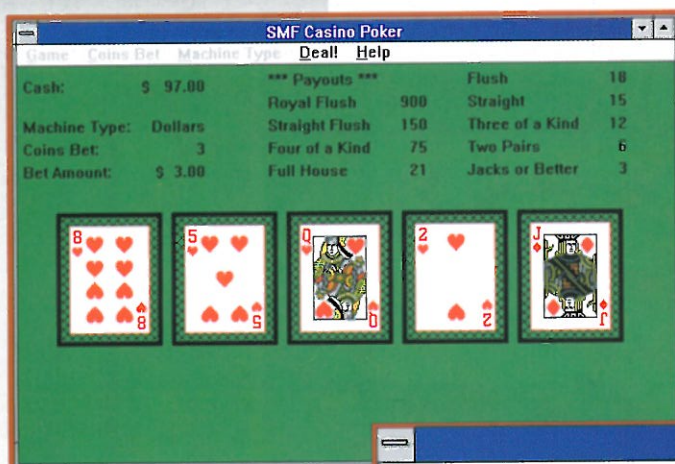 SMF Casino Poker
Game Coins Bet Machine Type Deal! Help
Cash: $ 97.00
Machine Type: Dollars
Coins Bet: 3
Bet Amount: $ 3.00
*** Payouts ***
Royal Flush 900
Straight Flush 150
Four of a Kind 75
Full House 21
Flush 18
Straight 15
Three of a Kind 12
Two Pairs 6
Jacks or Better 3
8 5 Q 2 J
8 5 Q 2 J